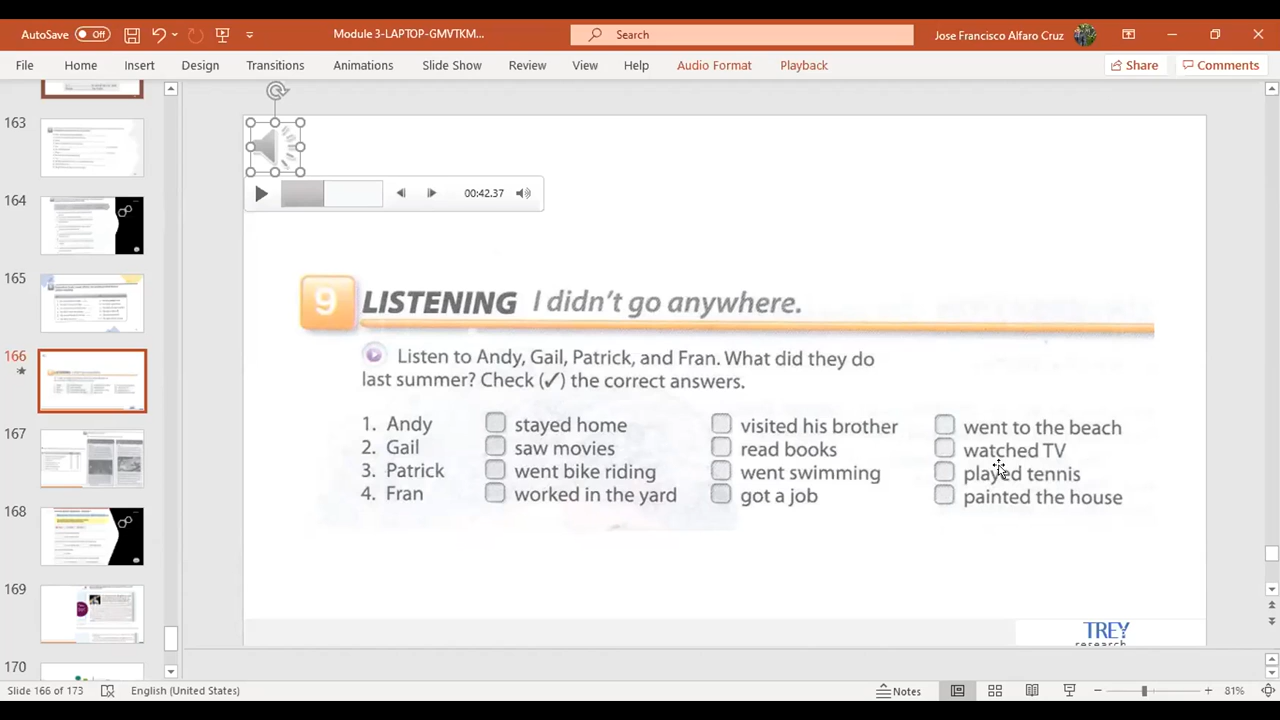 AutoSave Off Module 3-LAPTOP-GMVTKM... Search Jose Francisco Alfaro Cruz
File Home Insert Design Transitions Animations Slide Show Review View Help Audio Format Playback Share Comments
163
164
165
166
167
168
169
170
00:42.37
9 LISTENING didn't go anywhere.
Listen to Andy, Gail, Patrick, and Fran. What did they do
last summer? Check (✓) the correct answers.
1. Andy stayed home visited his brother went to the beach
2. Gail saw movies read books watched TV
3. Patrick went bike riding went swimming played tennis
4. Fran worked in the yard got a job painted the house
TREY
research
Slide 166 of 173 English (United States) Notes 81%